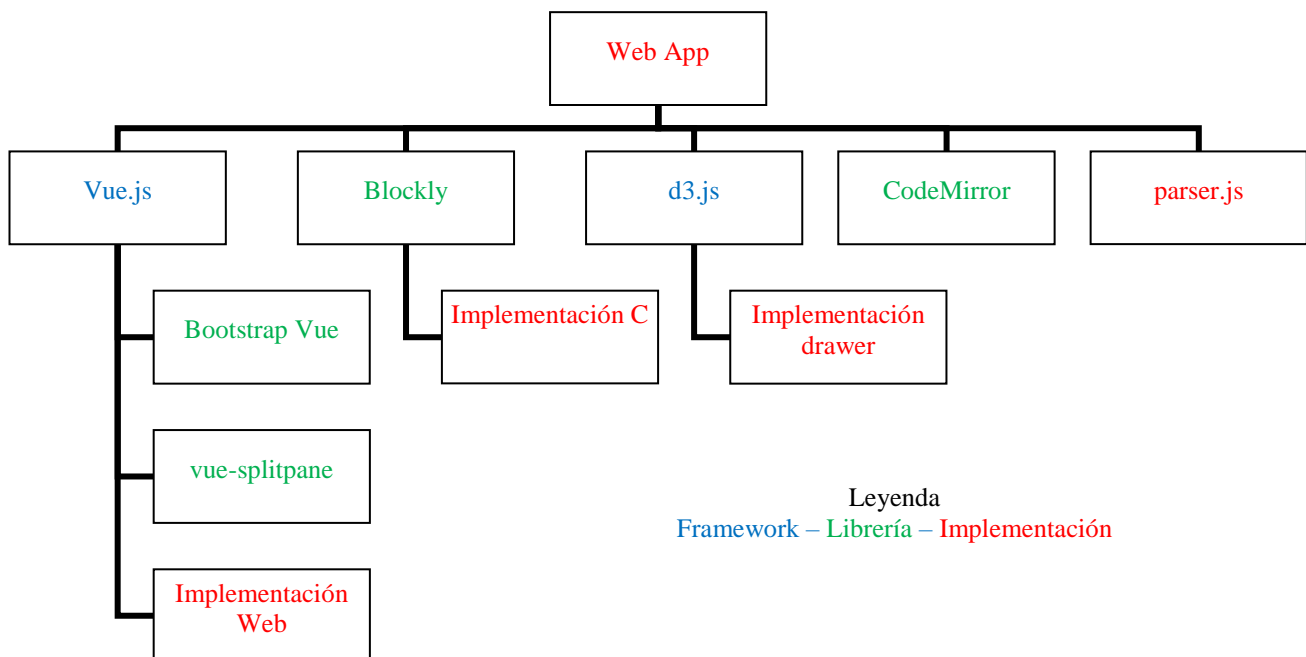 Web App
Vue.js
Blockly
d3.js
CodeMirror
parser.js
Bootstrap Vue
Implementación C
Implementación
drawer
vue-splitpane
Implementación
Web
Leyenda
Framework – Librería – Implementación